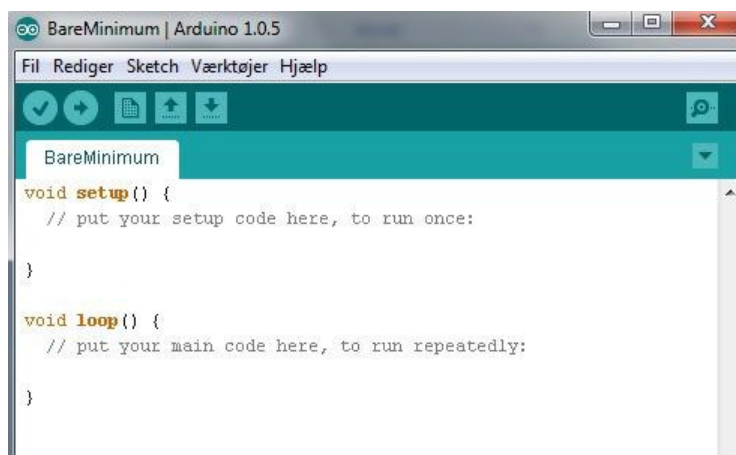 BareMinimum | Arduino 1.0.5
Fil Rediger Sketch Værktøjer Hjælp
BareMinimum
void setup() {
  // put your setup code here, to run once:
}
void loop() {
  // put your main code here, to run repeatedly:
}